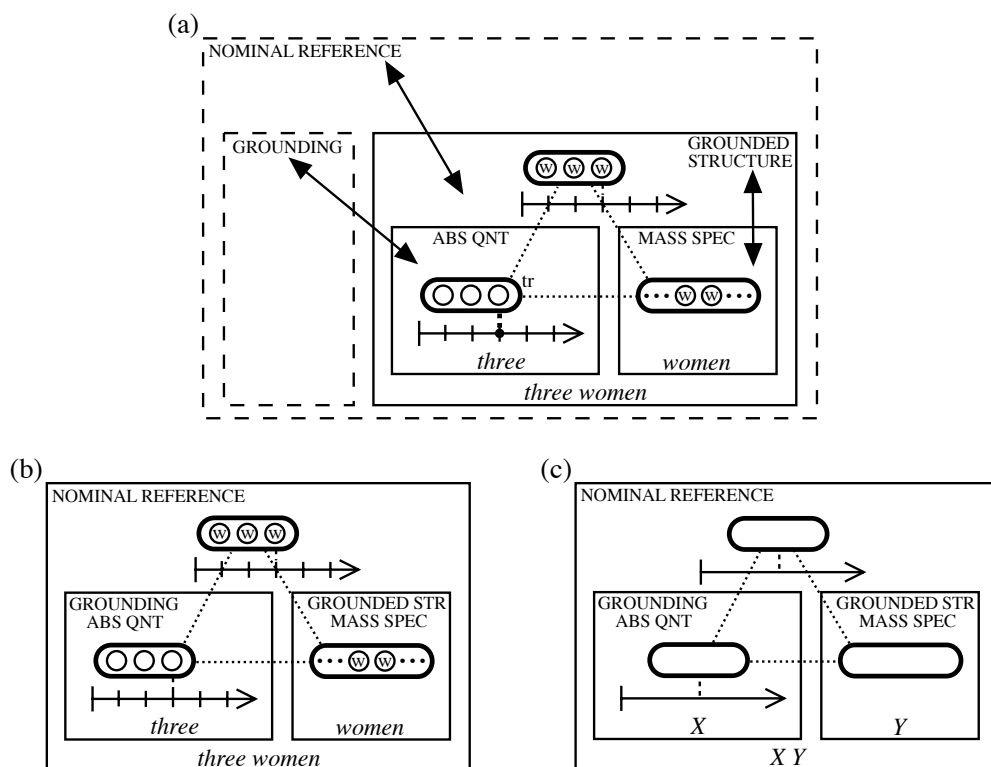 (a)
NOMINAL REFERENCE
GROUNDING
GROUNDED
STRUCTURE
W W W
ABS QNT
MASS SPEC
tr
W W
three
women
three women
(b)
NOMINAL REFERENCE
W W W
GROUNDING
ABS QNT
GROUNDED STR
MASS SPEC
W W
three
women
three women
(c)
NOMINAL REFERENCE
GROUNDING
ABS QNT
GROUNDED STR
MASS SPEC
X
Y
X Y